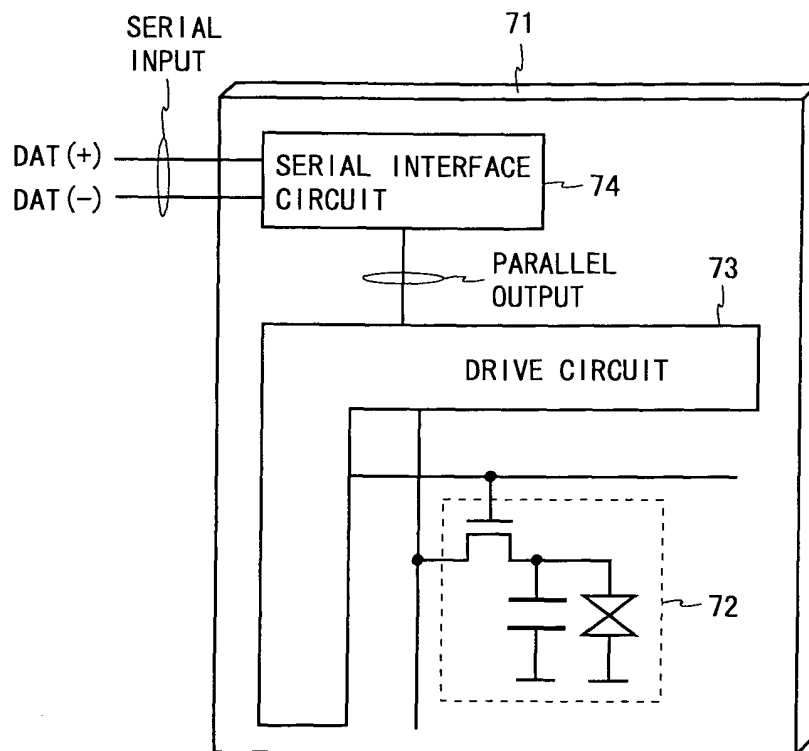 SERIAL
INPUT
71
DAT(+)
DAT(-)
SERIAL INTERFACE
CIRCUIT
74
PARALLEL
OUTPUT
73
DRIVE CIRCUIT
72